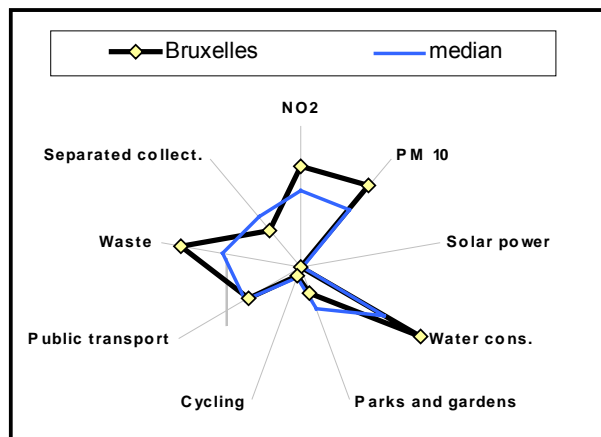 Bruxelles median
NO2
Separated collect. PM 10
Waste Solar power
Public transport Water cons.
Cycling Parks and gardens